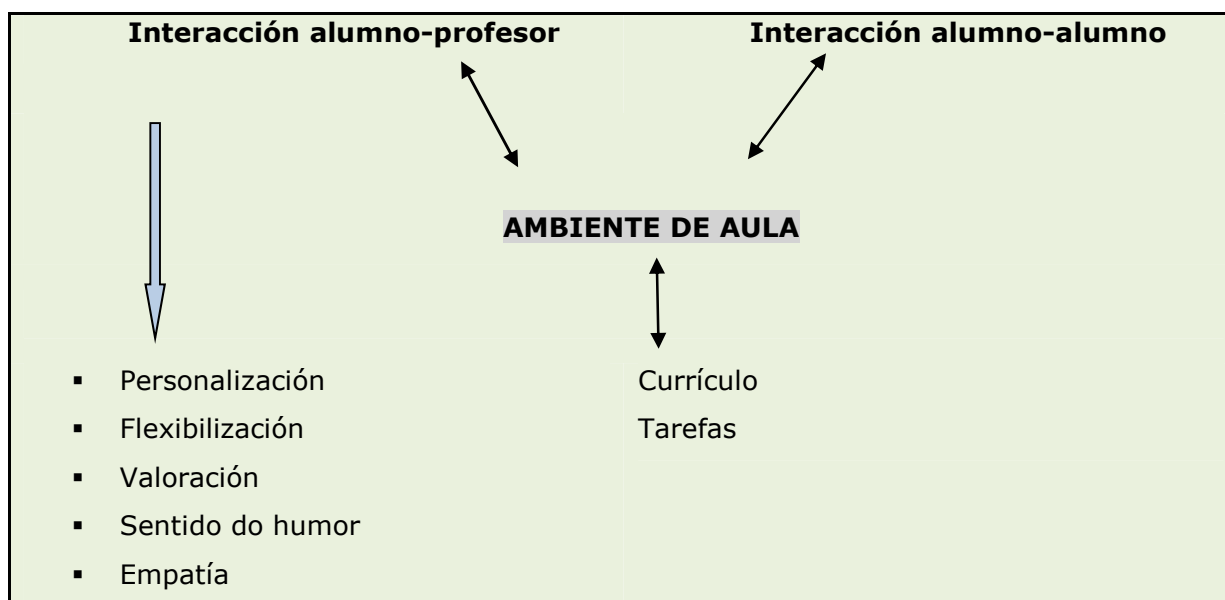 Interacción alumno-profesor
Interacción alumno-alumno
AMBIENTE DE AULA
▪ Personalización
▪ Flexibilización
▪ Valoración
▪ Sentido do humor
▪ Empatía
Currículo
Tarefas